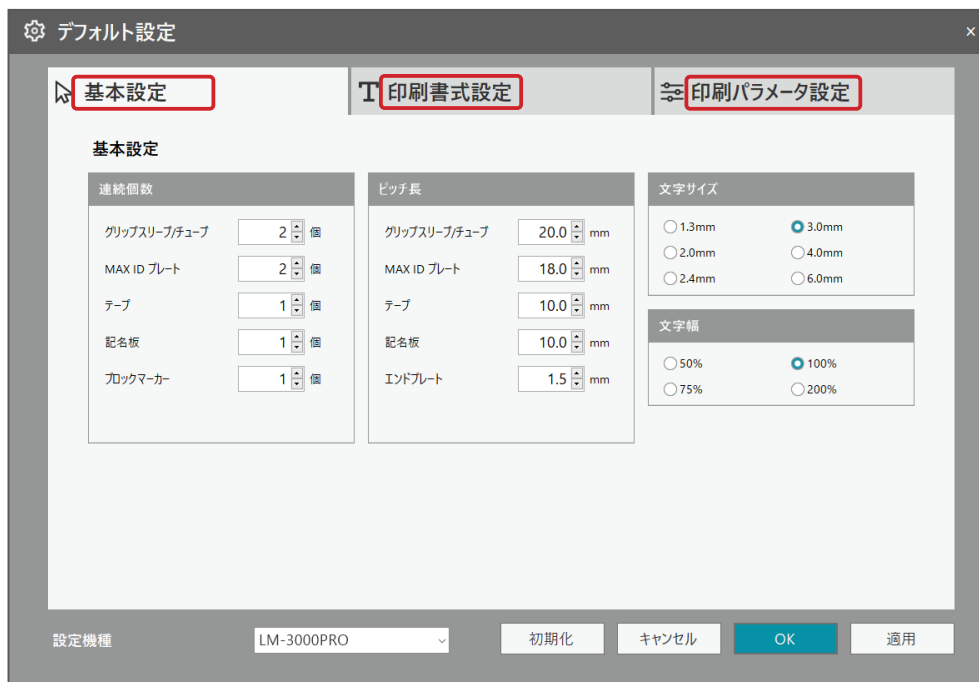 デフォルト設定
×
基本設定
T 印刷書式設定
印刷パラメータ設定
基本設定
連続個数
グリップスリーブ/チューブ 2 個
MAX ID プレート 2 個
テープ 1 個
記名板 1 個
ブロックマーカー 1 個
ピッチ長
グリップスリーブ/チューブ 20.0 mm
MAX ID プレート 18.0 mm
テープ 10.0 mm
記名板 10.0 mm
エンドプレート 1.5 mm
文字サイズ
1.3mm 3.0mm
2.0mm 4.0mm
2.4mm 6.0mm
文字幅
50% 100%
75% 200%
設定機種 LM-3000PRO 初期化 キャンセル OK 適用